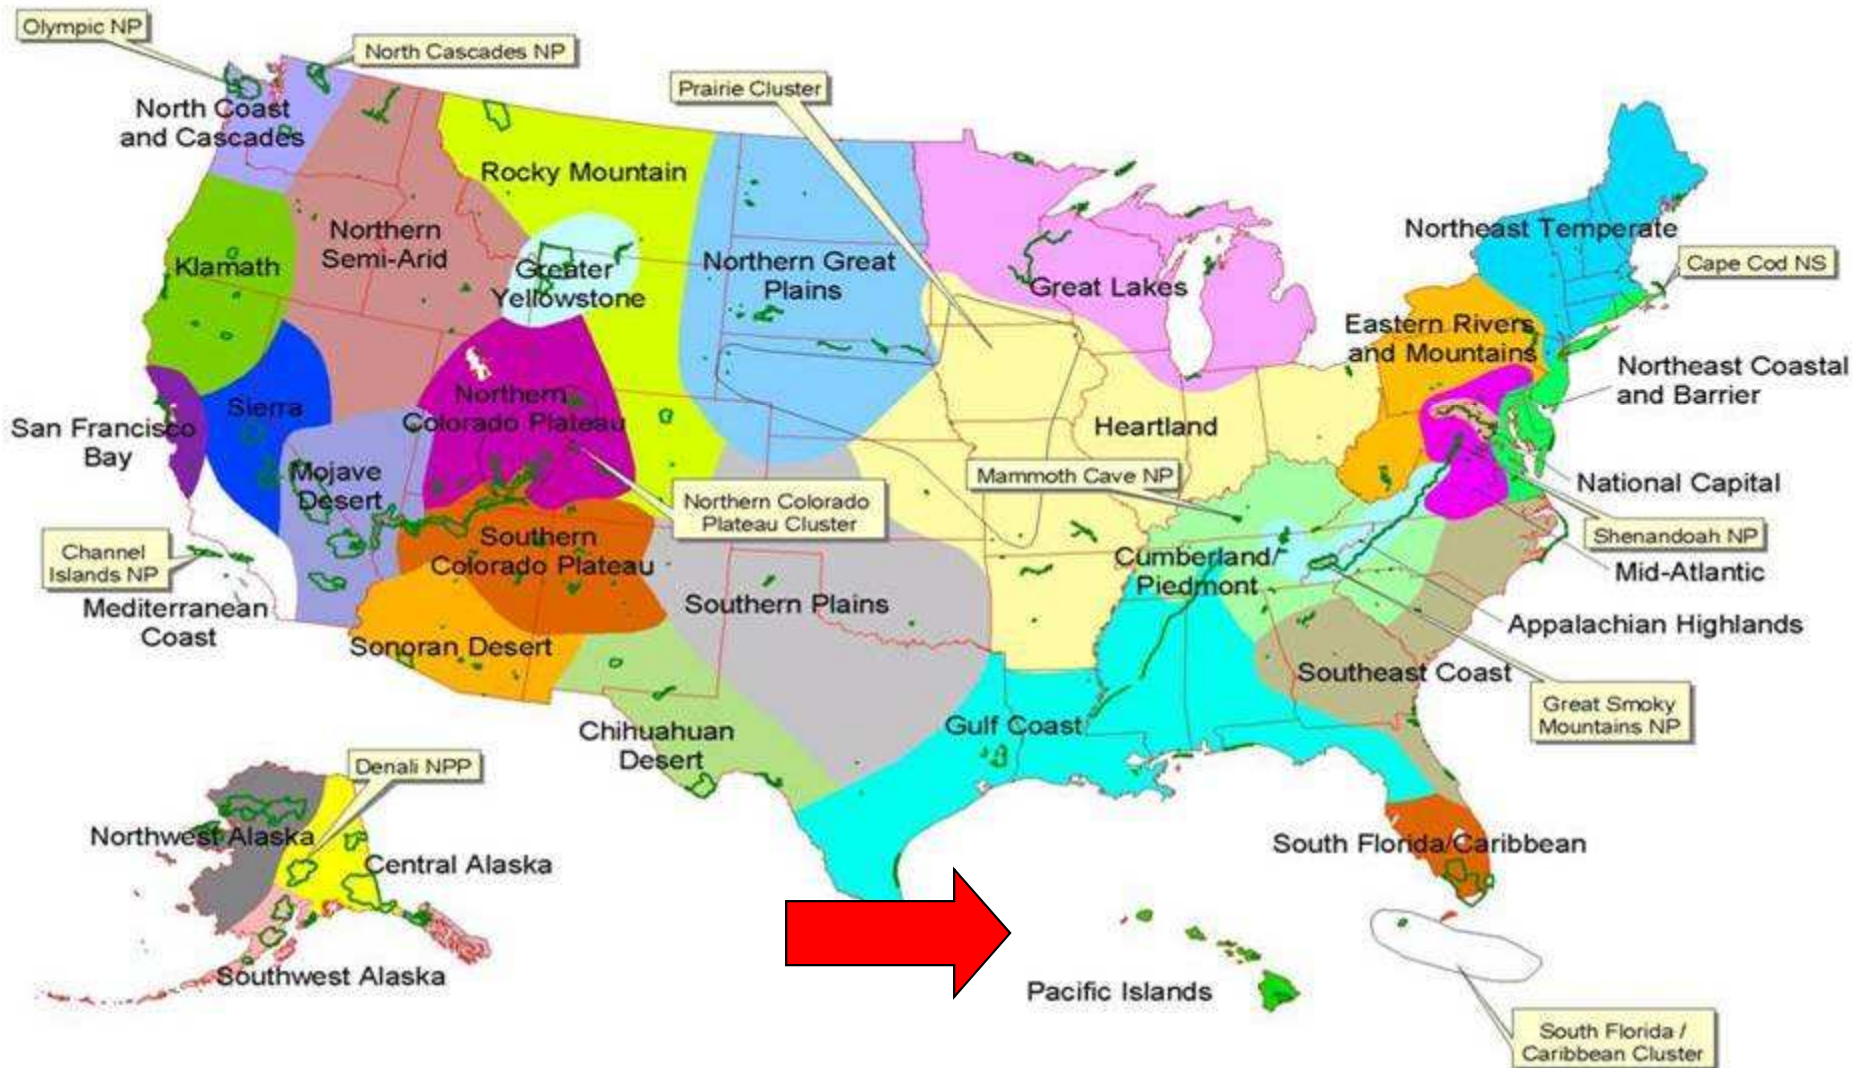 Olympic NP
North Cascades NP
North Coast
and Cascades
Prairie Cluster
Rocky Mountain
Northern
Semi-Arid
Klamath
Greater
Yellowstone
Northern Great
Plains
Great Lakes
Northeast Temperate
Cape Cod NS
Eastern Rivers
and Mountains
Northeast Coastal
and Barrier
Sierra
Northern
Colorado Plateau
San Francisco
Bay
Mojave
Desert
Heartland
Mammoth Cave NP
Northern Colorado
Plateau Cluster
National Capital
Shenandoah NP
Mid-Atlantic
Channel
Islands NP
Southern
Colorado Plateau
Cumberland/
Piedmont
Mediterranean
Coast
Southern Plains
Appalachian Highlands
Sonoran Desert
Southeast Coast
Great Smoky
Mountains NP
Chihuahuan
Desert
Gulf Coast
Denali NPP
Northwest Alaska
Central Alaska
South Florida/Caribbean
Southwest Alaska
Pacific Islands
South Florida /
Caribbean Cluster